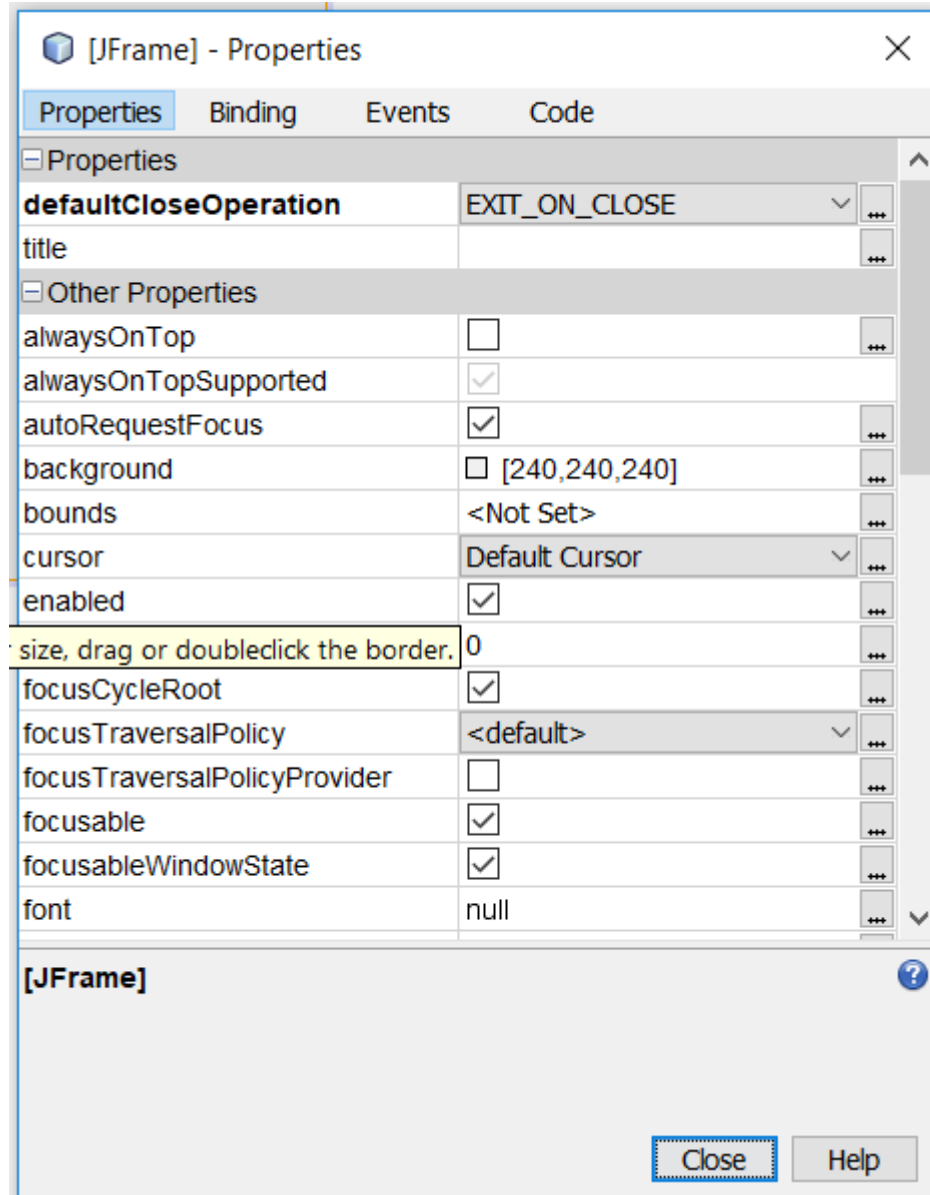 [JFrame] - Properties
Properties Binding Events Code
Properties
defaultCloseOperation EXIT_ON_CLOSE ...
title ...
Other Properties
alwaysOnTop ...
alwaysOnTopSupported
autoRequestFocus ...
background [240,240,240] ...
bounds <Not Set> ...
cursor Default Cursor ...
enabled ...
size, drag or doubleclick the border. 0 ...
focusCycleRoot ...
focusTraversalPolicy <default> ...
focusTraversalPolicyProvider ...
focusable ...
focusableWindowState ...
font null ...
[JFrame] ?
Close Help